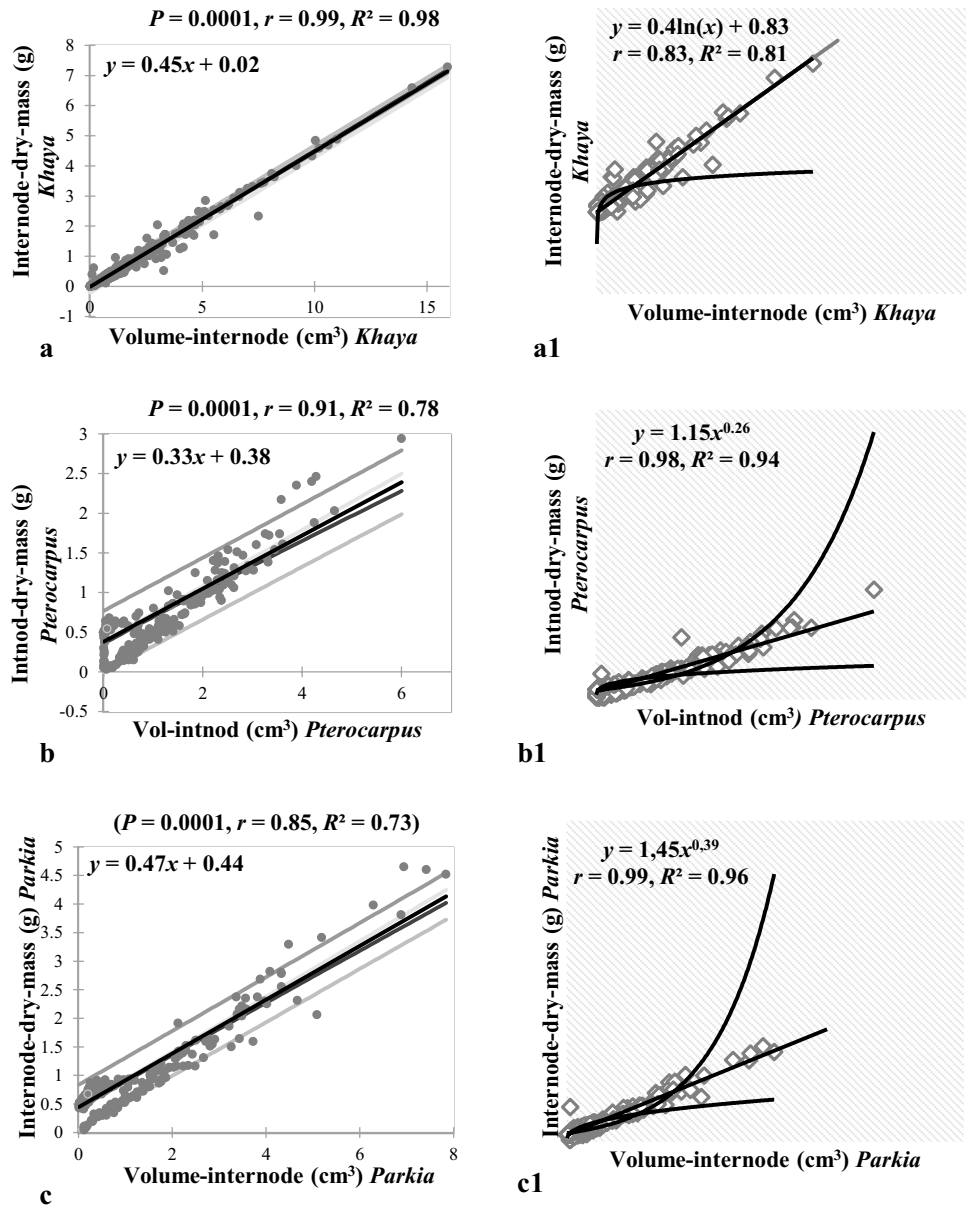 P = 0.0001, r = 0.99, R² = 0.98
y = 0.45x + 0.02
8
7
6
5
4
3
2
1
0
-1
0
5
10
15
Internode-dry-mass (g)
Khaya
Volume-internode (cm³) Khaya
a
y = 0.4ln(x) + 0.83
r = 0.83, R² = 0.81
Internode-dry-mass (g)
Khaya
Volume-internode (cm³) Khaya
a1
P = 0.0001, r = 0.91, R² = 0.78
y = 0.33x + 0.38
3
2.5
2
1.5
1
0.5
0
-0.5
0
2
4
6
Intnod-dry-mass (g)
Pterocarpus
Vol-intnod (cm³) Pterocarpus
b
y = 1.15x⁰·²⁶
r = 0.98, R² = 0.94
Intnod-dry-mass (g)
Pterocarpus
Vol-intnod (cm³) Pterocarpus
b1
(P = 0.0001, r = 0.85, R² = 0.73)
y = 0.47x + 0.44
5
4.5
4
3.5
3
2.5
2
1.5
1
0.5
0
0
2
4
6
8
Internode-dry-mass (g) Parkia
Volume-internode (cm³) Parkia
c
y = 1,45x⁰,³⁹
r = 0.99, R² = 0.96
Internode-dry-mass (g) Parkia
Volume-internode (cm³) Parkia
c1